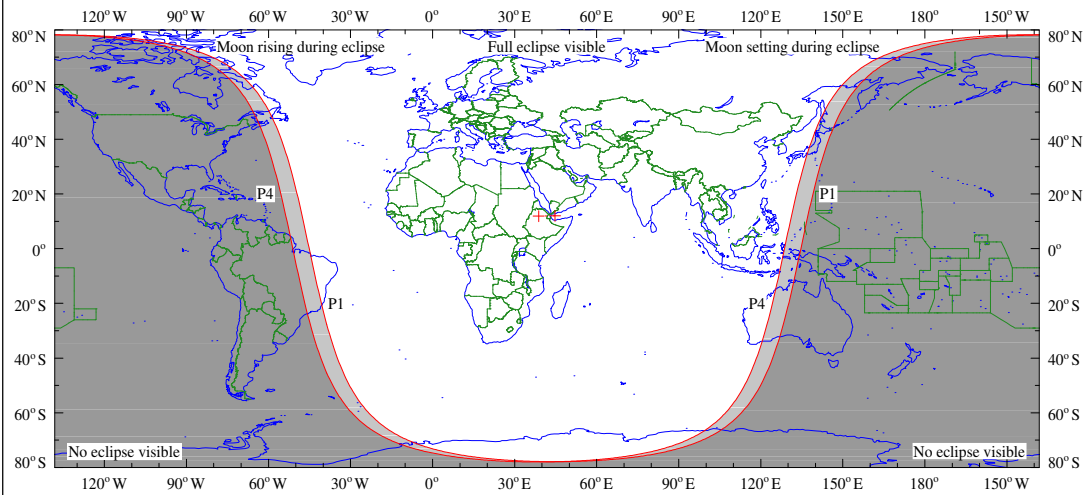 120°W 90°W 60°W 30°W 0° 30°E 60°E 90°E 120°E 150°E 180° 150°W
80°N Moon rising during eclipse Full eclipse visible Moon setting during eclipse 80°N
60°N 60°N
40°N 40°N
20°N P4 P1 20°N
0° 0°
20°S P1 P4 20°S
40°S 40°S
60°S 60°S
No eclipse visible No eclipse visible
80°S 80°S
120°W 90°W 60°W 30°W 0° 30°E 60°E 90°E 120°E 150°E 180° 150°W